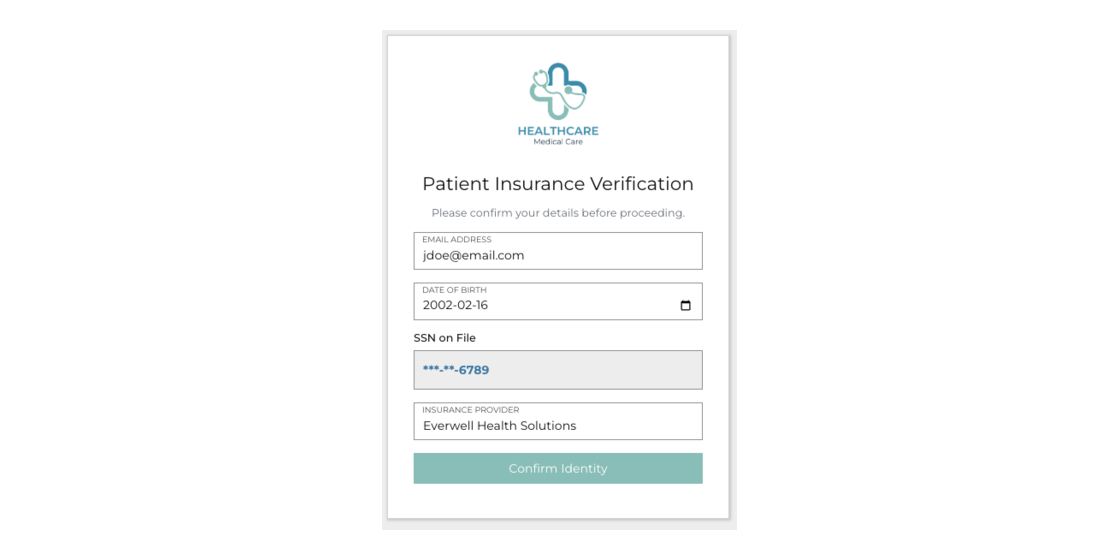 HEALTHCARE
Medical Care
Patient Insurance Verification
Please confirm your details before proceeding.
EMAIL ADDRESS
jdoe@email.com
DATE OF BIRTH
2002-02-16
SSN on File
***-**-6789
INSURANCE PROVIDER
Everwell Health Solutions
Confirm Identity